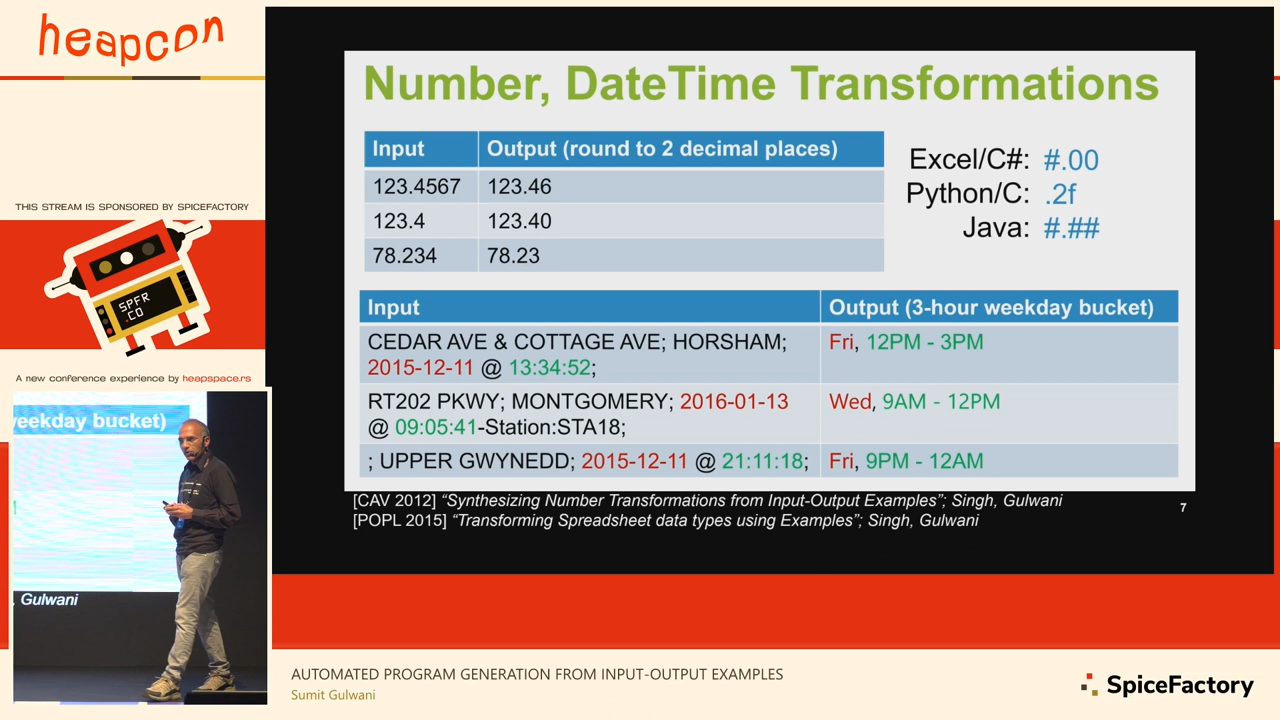 heapcon
THIS STREAM IS SPONSORED BY SPICEFACTORY
SPFR
.CO
A new conference experience by heapspace.rs
weekday bucket)
, Gulwani
Number, DateTime Transformations
Input Output (round to 2 decimal places)
123.4567 123.46
123.4 123.40
78.234 78.23
Excel/C#: #.00
Python/C: .2f
Java: #.##
Input Output (3-hour weekday bucket)
CEDAR AVE & COTTAGE AVE; HORSHAM; Fri, 12PM - 3PM
2015-12-11 @ 13:34:52;
RT202 PKWY; MONTGOMERY; 2016-01-13 Wed, 9AM - 12PM
@ 09:05:41-Station:STA18;
; UPPER GWYNEDD; 2015-12-11 @ 21:11:18; Fri, 9PM - 12AM
[CAV 2012] “Synthesizing Number Transformations from Input-Output Examples”; Singh, Gulwani
[POPL 2015] “Transforming Spreadsheet data types using Examples”; Singh, Gulwani
7
AUTOMATED PROGRAM GENERATION FROM INPUT-OUTPUT EXAMPLES
Sumit Gulwani
SpiceFactory